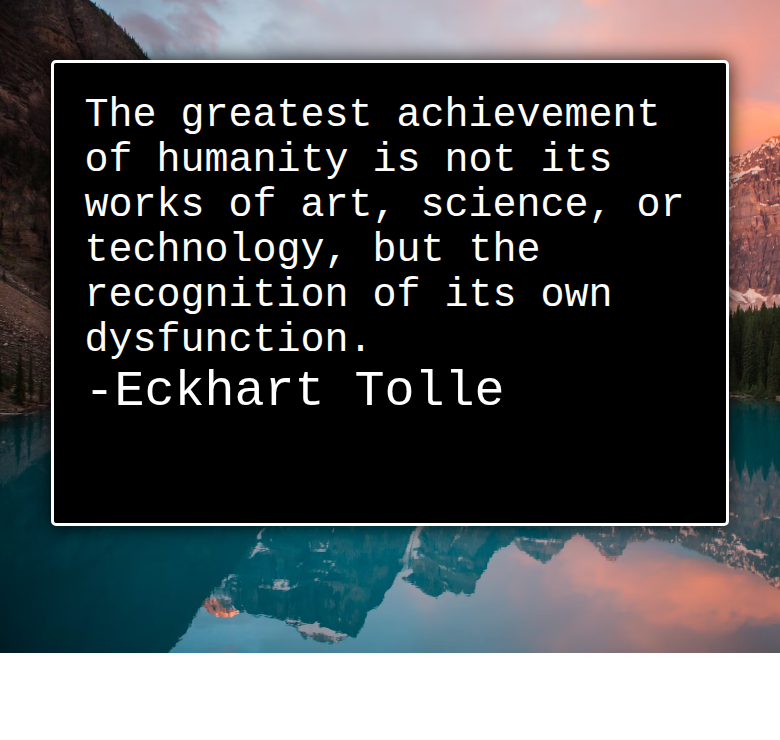 The greatest achievement
of humanity is not its
works of art, science, or
technology, but the
recognition of its own
dysfunction.
-Eckhart Tolle